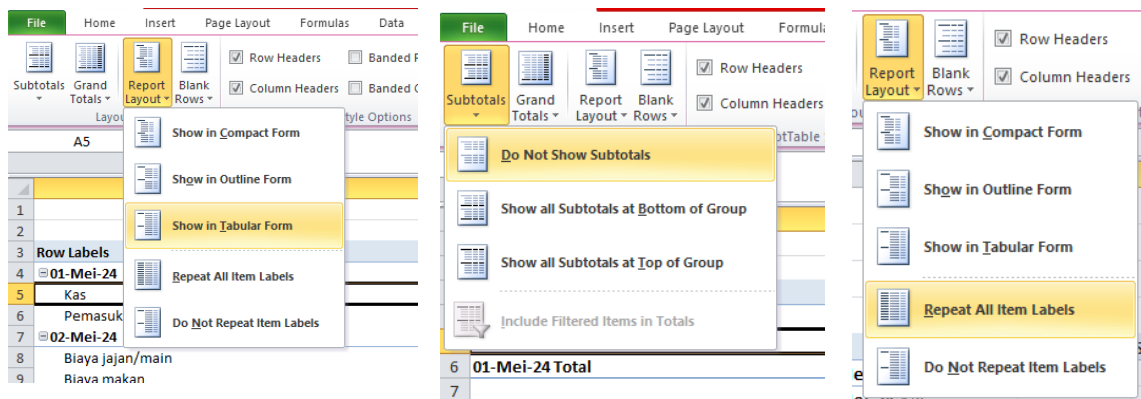 File Home Insert Page Layout Formulas Data
Subtotals Grand Totals Report Layout Blank Rows
Row Headers Banded
Column Headers Banded
tyle Options
A5
Show in Compact Form
Show in Outline Form
Show in Tabular Form
Repeat All Item Labels
Do Not Repeat Item Labels
1
2
3 Row Labels
4 01-Mei-24
5 Kas
6 Pemasuk
7 02-Mei-24
8 Biaya jajan/main
9 Biaya makan
File Home Insert Page Layout Formula
Subtotals Grand Totals Report Layout Blank Rows
Row Headers
Column Headers
otTable
Do Not Show Subtotals
Show all Subtotals at Bottom of Group
Show all Subtotals at Top of Group
Include Filtered Items in Totals
6 01-Mei-24 Total
7
Report Layout Blank Rows
Row Headers
Column Headers
Show in Compact Form
Show in Outline Form
Show in Tabular Form
Repeat All Item Labels
Do Not Repeat Item Labels